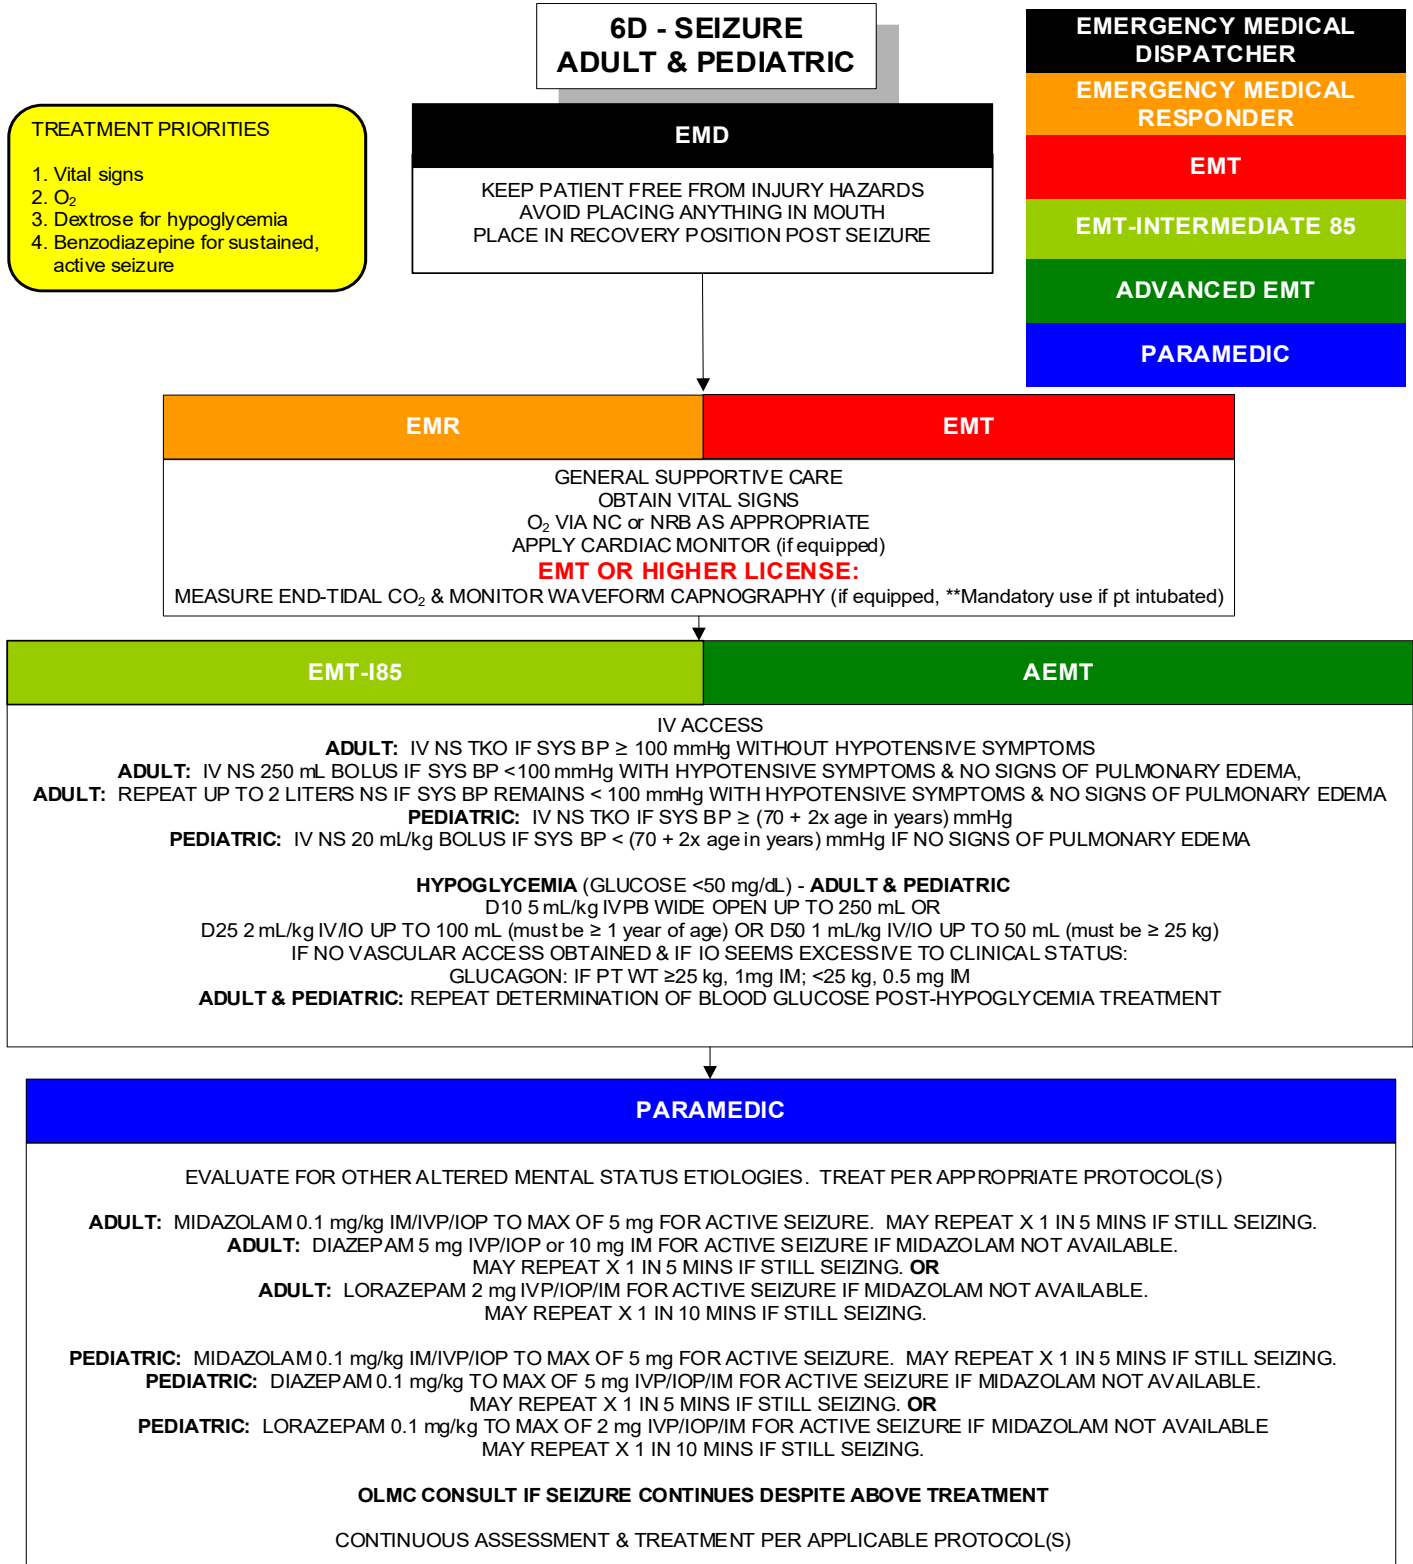 6D - SEIZURE
ADULT & PEDIATRIC
EMERGENCY MEDICAL
DISPATCHER
EMERGENCY MEDICAL
RESPONDER
EMT
EMT-INTERMEDIATE 85
ADVANCED EMT
PARAMEDIC
TREATMENT PRIORITIES
1. Vital signs
2. O₂
3. Dextrose for hypoglycemia
4. Benzodiazepine for sustained,
active seizure
EMD
KEEP PATIENT FREE FROM INJURY HAZARDS
AVOID PLACING ANYTHING IN MOUTH
PLACE IN RECOVERY POSITION POST SEIZURE
EMR
EMT
GENERAL SUPPORTIVE CARE
OBTAIN VITAL SIGNS
O₂ VIA NC or NRB AS APPROPRIATE
APPLY CARDIAC MONITOR (if equipped)
EMT OR HIGHER LICENSE:
MEASURE END-TIDAL CO₂ & MONITOR WAVEFORM CAPNOGRAPHY (if equipped, **Mandatory use if pt intubated)
EMT-I85
AEMT
IV ACCESS
ADULT: IV NS TKO IF SYS BP ≥ 100 mmHg WITHOUT HYPOTENSIVE SYMPTOMS
ADULT: IV NS 250 mL BOLUS IF SYS BP <100 mmHg WITH HYPOTENSIVE SYMPTOMS & NO SIGNS OF PULMONARY EDEMA,
ADULT: REPEAT UP TO 2 LITERS NS IF SYS BP REMAINS < 100 mmHg WITH HYPOTENSIVE SYMPTOMS & NO SIGNS OF PULMONARY EDEMA
PEDIATRIC: IV NS TKO IF SYS BP ≥ (70 + 2x age in years) mmHg
PEDIATRIC: IV NS 20 mL/kg BOLUS IF SYS BP < (70 + 2x age in years) mmHg IF NO SIGNS OF PULMONARY EDEMA
HYPOGLYCEMIA (GLUCOSE <50 mg/dL) - ADULT & PEDIATRIC
D10 5 mL/kg IVPB WIDE OPEN UP TO 250 mL OR
D25 2 mL/kg IV/IO UP TO 100 mL (must be ≥ 1 year of age) OR D50 1 mL/kg IV/IO UP TO 50 mL (must be ≥ 25 kg)
IF NO VASCULAR ACCESS OBTAINED & IF IO SEEMS EXCESSIVE TO CLINICAL STATUS:
GLUCAGON: IF PT WT ≥25 kg, 1mg IM; <25 kg, 0.5 mg IM
ADULT & PEDIATRIC: REPEAT DETERMINATION OF BLOOD GLUCOSE POST-HYPOGLYCEMIA TREATMENT
PARAMEDIC
EVALUATE FOR OTHER ALTERED MENTAL STATUS ETIOLOGIES. TREAT PER APPROPRIATE PROTOCOL(S)
ADULT: MIDAZOLAM 0.1 mg/kg IM/IVP/IOP TO MAX OF 5 mg FOR ACTIVE SEIZURE. MAY REPEAT X 1 IN 5 MINS IF STILL SEIZING.
ADULT: DIAZEPAM 5 mg IVP/IOP or 10 mg IM FOR ACTIVE SEIZURE IF MIDAZOLAM NOT AVAILABLE.
MAY REPEAT X 1 IN 5 MINS IF STILL SEIZING. OR
ADULT: LORAZEPAM 2 mg IVP/IOP/IM FOR ACTIVE SEIZURE IF MIDAZOLAM NOT AVAILABLE.
MAY REPEAT X 1 IN 10 MINS IF STILL SEIZING.
PEDIATRIC: MIDAZOLAM 0.1 mg/kg IM/IVP/IOP TO MAX OF 5 mg FOR ACTIVE SEIZURE. MAY REPEAT X 1 IN 5 MINS IF STILL SEIZING.
PEDIATRIC: DIAZEPAM 0.1 mg/kg TO MAX OF 5 mg IVP/IOP/IM FOR ACTIVE SEIZURE IF MIDAZOLAM NOT AVAILABLE.
MAY REPEAT X 1 IN 5 MINS IF STILL SEIZING. OR
PEDIATRIC: LORAZEPAM 0.1 mg/kg TO MAX OF 2 mg IVP/IOP/IM FOR ACTIVE SEIZURE IF MIDAZOLAM NOT AVAILABLE
MAY REPEAT X 1 IN 10 MINS IF STILL SEIZING.
OLMC CONSULT IF SEIZURE CONTINUES DESPITE ABOVE TREATMENT
CONTINUOUS ASSESSMENT & TREATMENT PER APPLICABLE PROTOCOL(S)